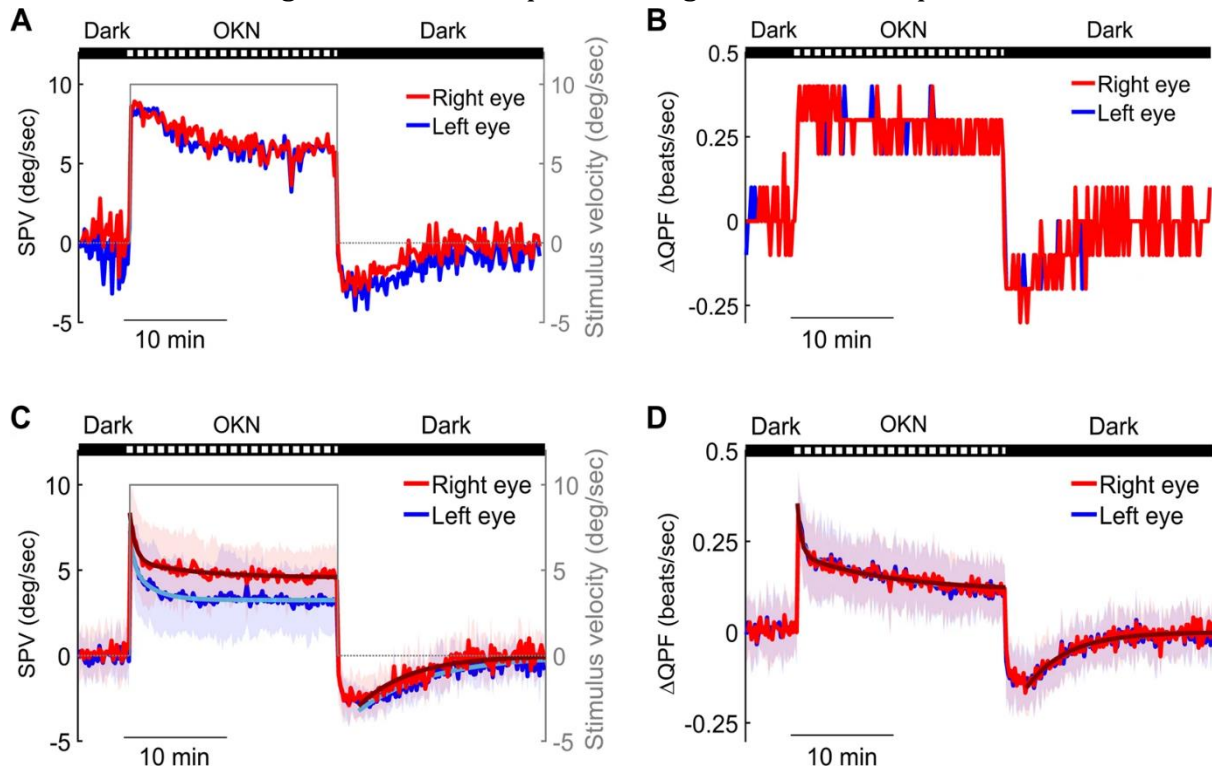 A
B
Dark OKN Dark
Dark OKN Dark
10
5
0
-5
SPV (deg/sec)
Right eye
Left eye
10
5
0
-5
Stimulus velocity (deg/sec)
10 min
0.5
0.25
0
-0.25
ΔQPF (beats/sec)
Right eye
Left eye
10 min
C
D
Dark OKN Dark
Dark OKN Dark
10
5
0
-5
SPV (deg/sec)
Right eye
Left eye
10
5
0
-5
Stimulus velocity (deg/sec)
10 min
0.5
0.25
0
-0.25
ΔQPF (beats/sec)
Right eye
Left eye
10 min